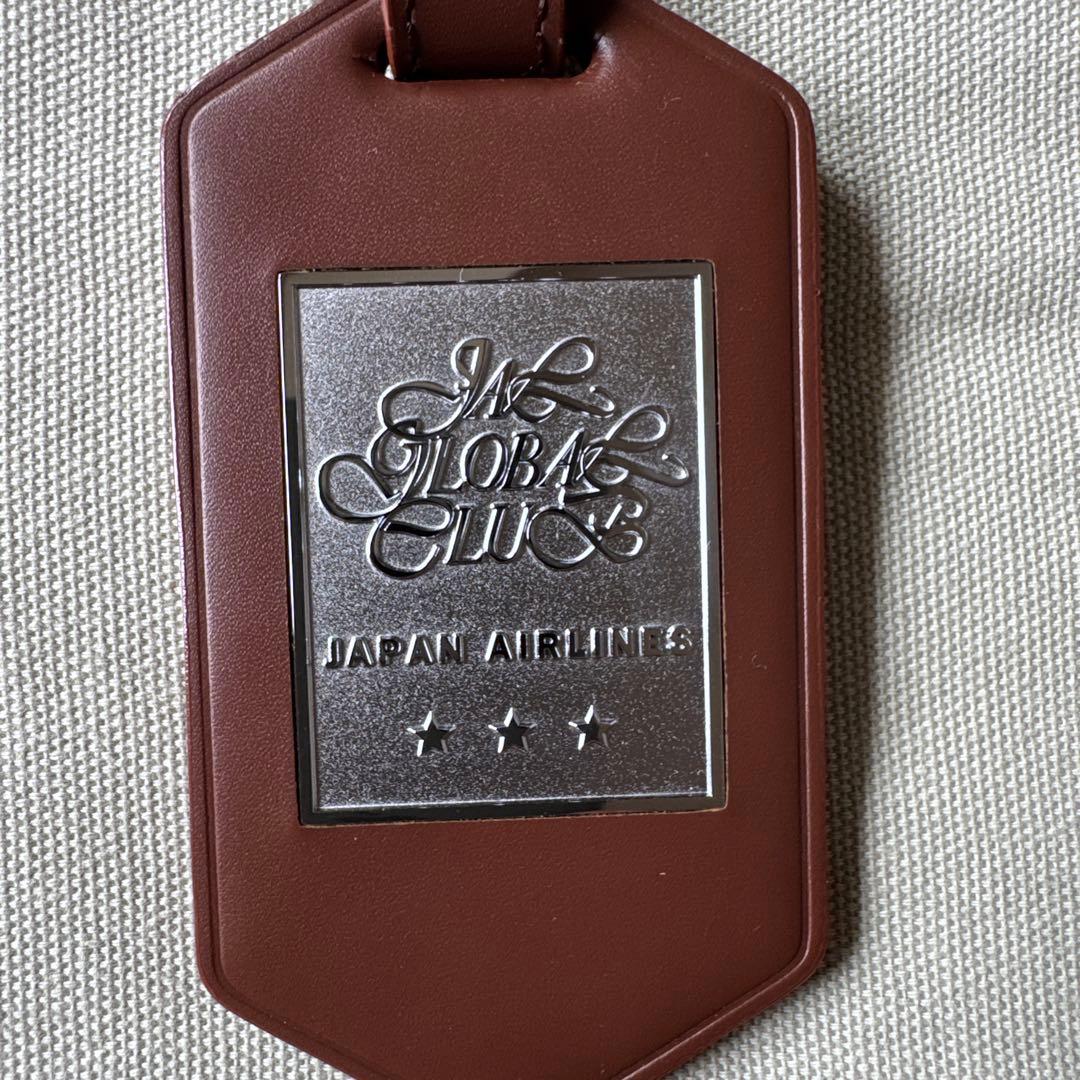 JAL
GLOBAL
CLUB
JAPAN AIRLINES
★ ★ ★